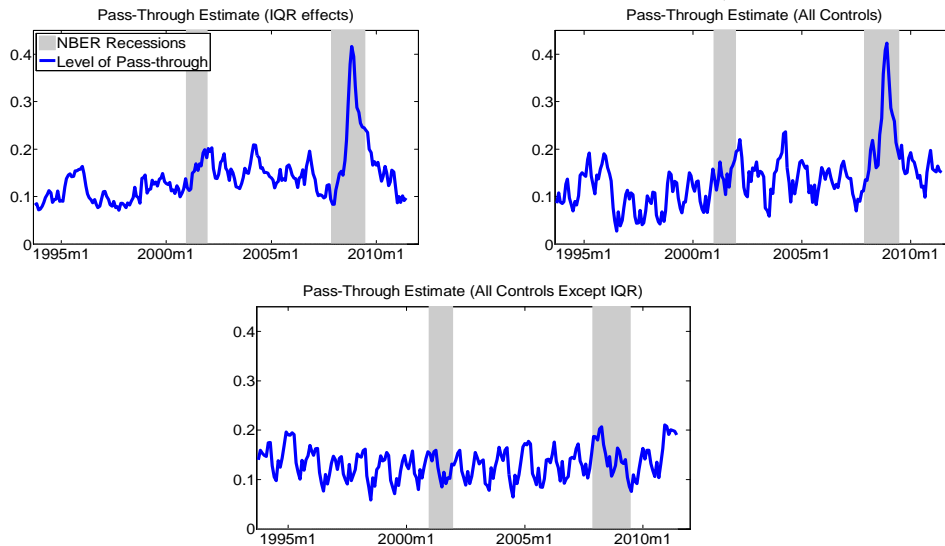 Pass-Through Estimate (IQR effects)
NBER Recessions
Level of Pass-through
0.4
0.3
0.2
0.1
0
1995m1 2000m1 2005m1 2010m1
Pass-Through Estimate (All Controls)
0.4
0.3
0.2
0.1
0
1995m1 2000m1 2005m1 2010m1
Pass-Through Estimate (All Controls Except IQR)
0.4
0.3
0.2
0.1
0
1995m1 2000m1 2005m1 2010m1